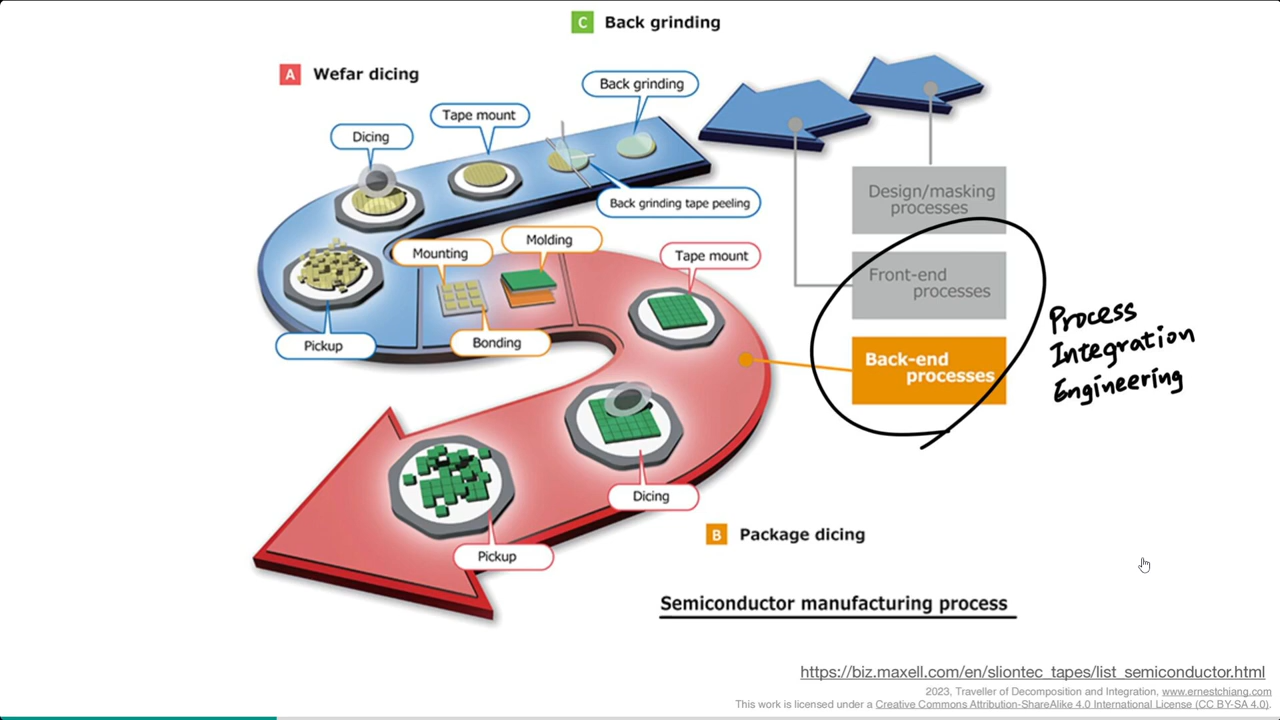 C Back grinding
A Wefar dicing
Back grinding
Tape mount
Dicing
Back grinding tape peeling
Design/masking
processes
Mounting
Molding
Tape mount
Front-end
processes
Process
Integration
Engineering
Pickup
Bonding
Back-end
processes
Dicing
Pickup
B Package dicing
Semiconductor manufacturing process
https://biz.maxell.com/en/sliontec_tapes/list_semiconductor.html
2023, Traveller of Decomposition and Integration, www.ernestchiang.com
This work is licensed under a Creative Commons Attribution-ShareAlike 4.0 International License (CC BY-SA 4.0).